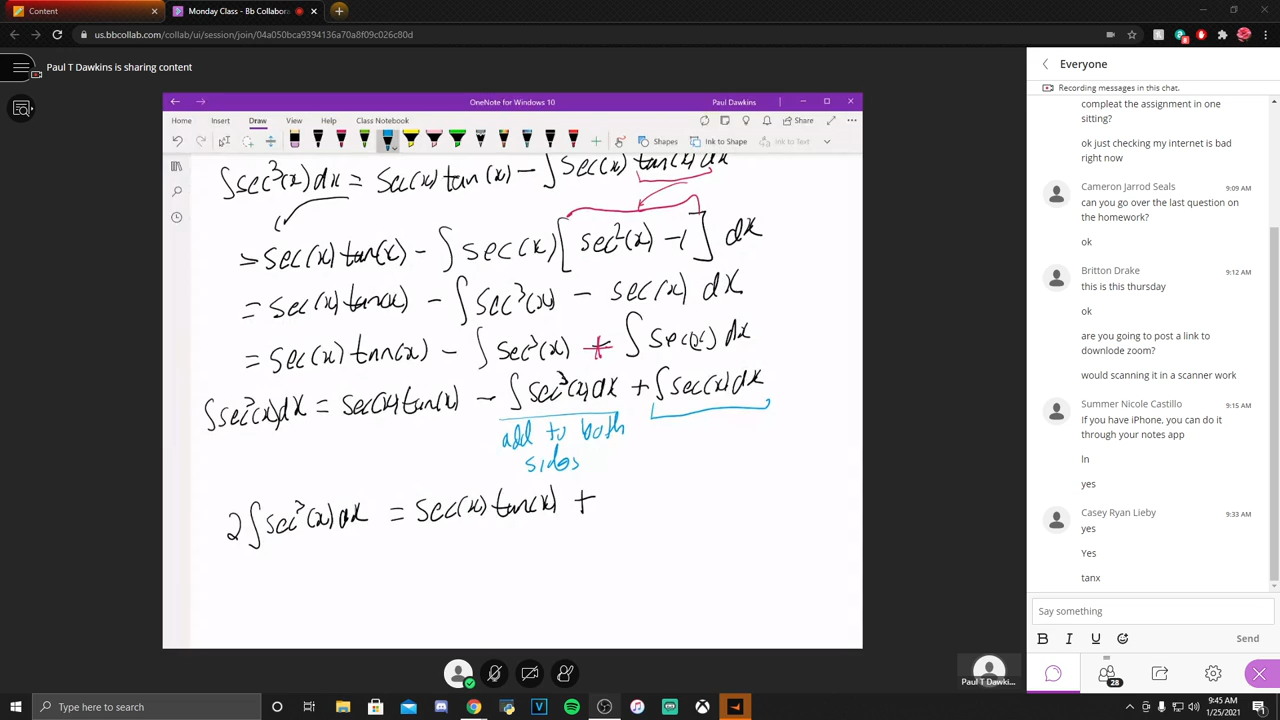 Content
Monday Class - Bb Collabora
us.bbcollab.com/collab/ui/session/join/04a050bca9394136a70a8f09c026c80d
Paul T Dawkins is sharing content
OneNote for Windows 10
Paul Dawkins
Home Insert Draw View Help Class Notebook
Share
Shapes Ink to Shape Ink to Text
∫sec³(x)dx = sec(x) tan(x) - ∫sec(x) tan²(x) dx
= sec(x) tan(x) - ∫ sec(x) [sec²(x) - 1] dx
= sec(x) tan(x) - ∫ sec³(x) - sec(x) dx
= sec(x) tan(x) - ∫ sec³(x) + ∫ sec(x) dx
∫sec³(x)dx = sec(x)tan(x) - ∫sec³(x)dx + ∫sec(x)dx
add to both
sides
2∫sec³(x)dx = sec(x)tan(x) +
Paul T Dawki...
Everyone
Recording messages in this chat.
compleat the assignment in one
sitting?
ok just checking my internet is bad
right now
Cameron Jarrod Seals 9:09 AM
can you go over the last question on
the homework?
ok
Britton Drake 9:12 AM
this is this thursday
ok
are you going to post a link to
downlode zoom?
would scanning it in a scanner work
Summer Nicole Castillo 9:15 AM
If you have iPhone, you can do it
through your notes app
ln
yes
Casey Ryan Lieby 9:33 AM
yes
Yes
tanx
Say something
B I U Send
23
Type here to search
9:45 AM
1/25/2021